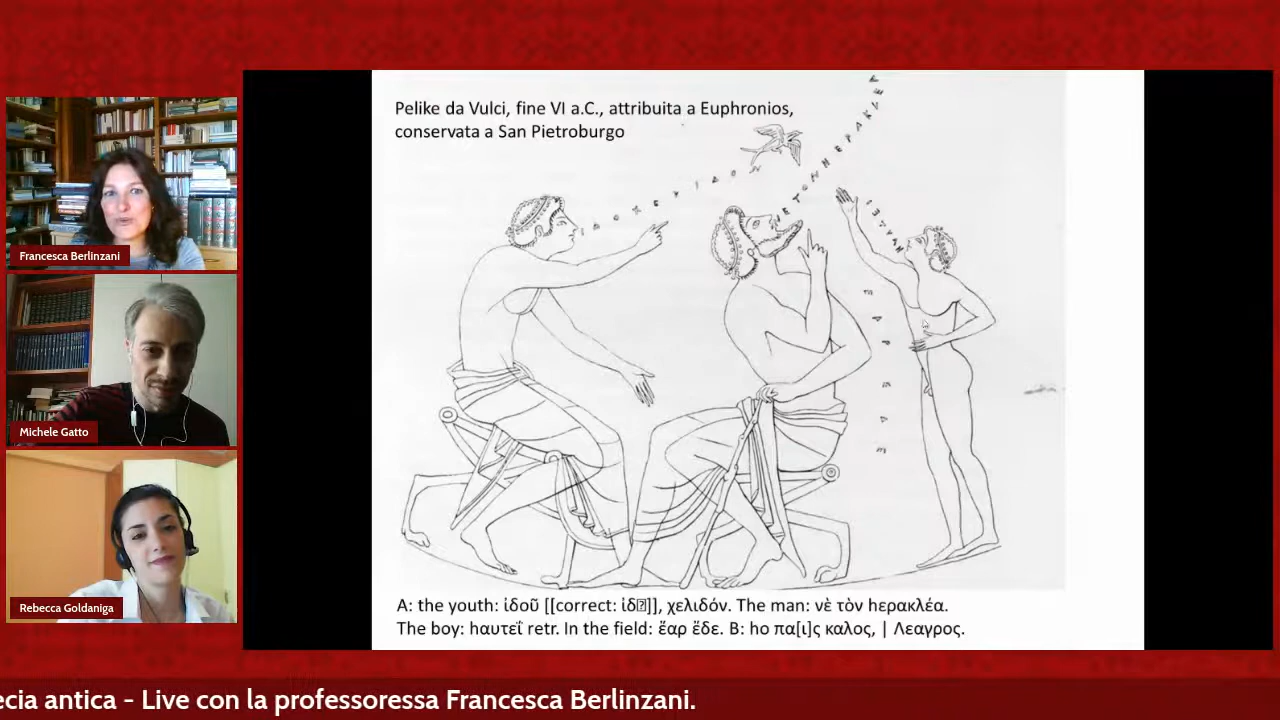 Pelike da Vulci, fine VI a.C., attribuita a Euphronios,
conservata a San Pietroburgo
Francesca Berlinzani
Michele Gatto
Rebecca Goldaniga
A: the youth: ἰδοῦ [[correct: ἰδ]], χελιδόν. The man: νὲ τὸν hερακλέα.
The boy: hαυτεΐ retr. In the field: ἔαρ ἔδε. B: ho πα[ι]ς καλος, | Λεαγρος.
ecia antica - Live con la professoressa Francesca Berlinzani.